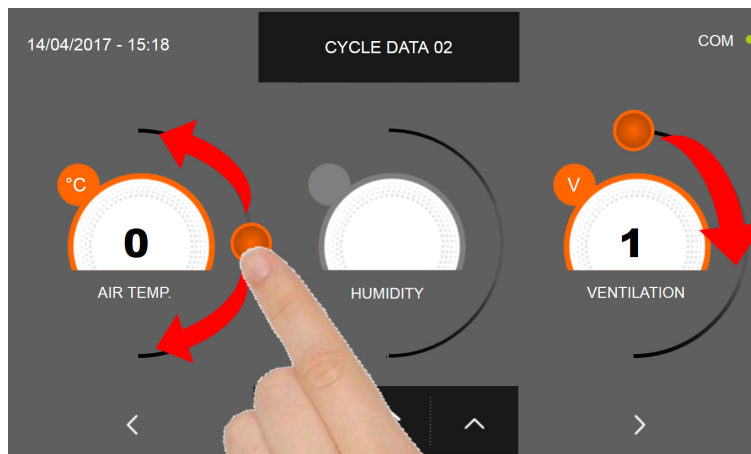 14/04/2017 - 15:18
CYCLE DATA 02
COM
°C
V
0
1
AIR TEMP.
HUMIDITY
VENTILATION